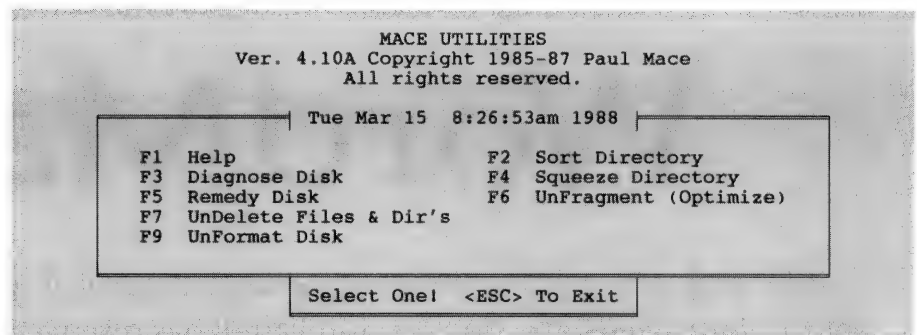 MACE UTILITIES
Ver. 4.10A Copyright 1985-87 Paul Mace
All rights reserved.
Tue Mar 15 8:26:53am 1988
F1 Help F2 Sort Directory
F3 Diagnose Disk F4 Squeeze Directory
F5 Remedy Disk F6 UnFragment (Optimize)
F7 UnDelete Files & Dir's
F9 UnFormat Disk
Select One! <ESC> To Exit